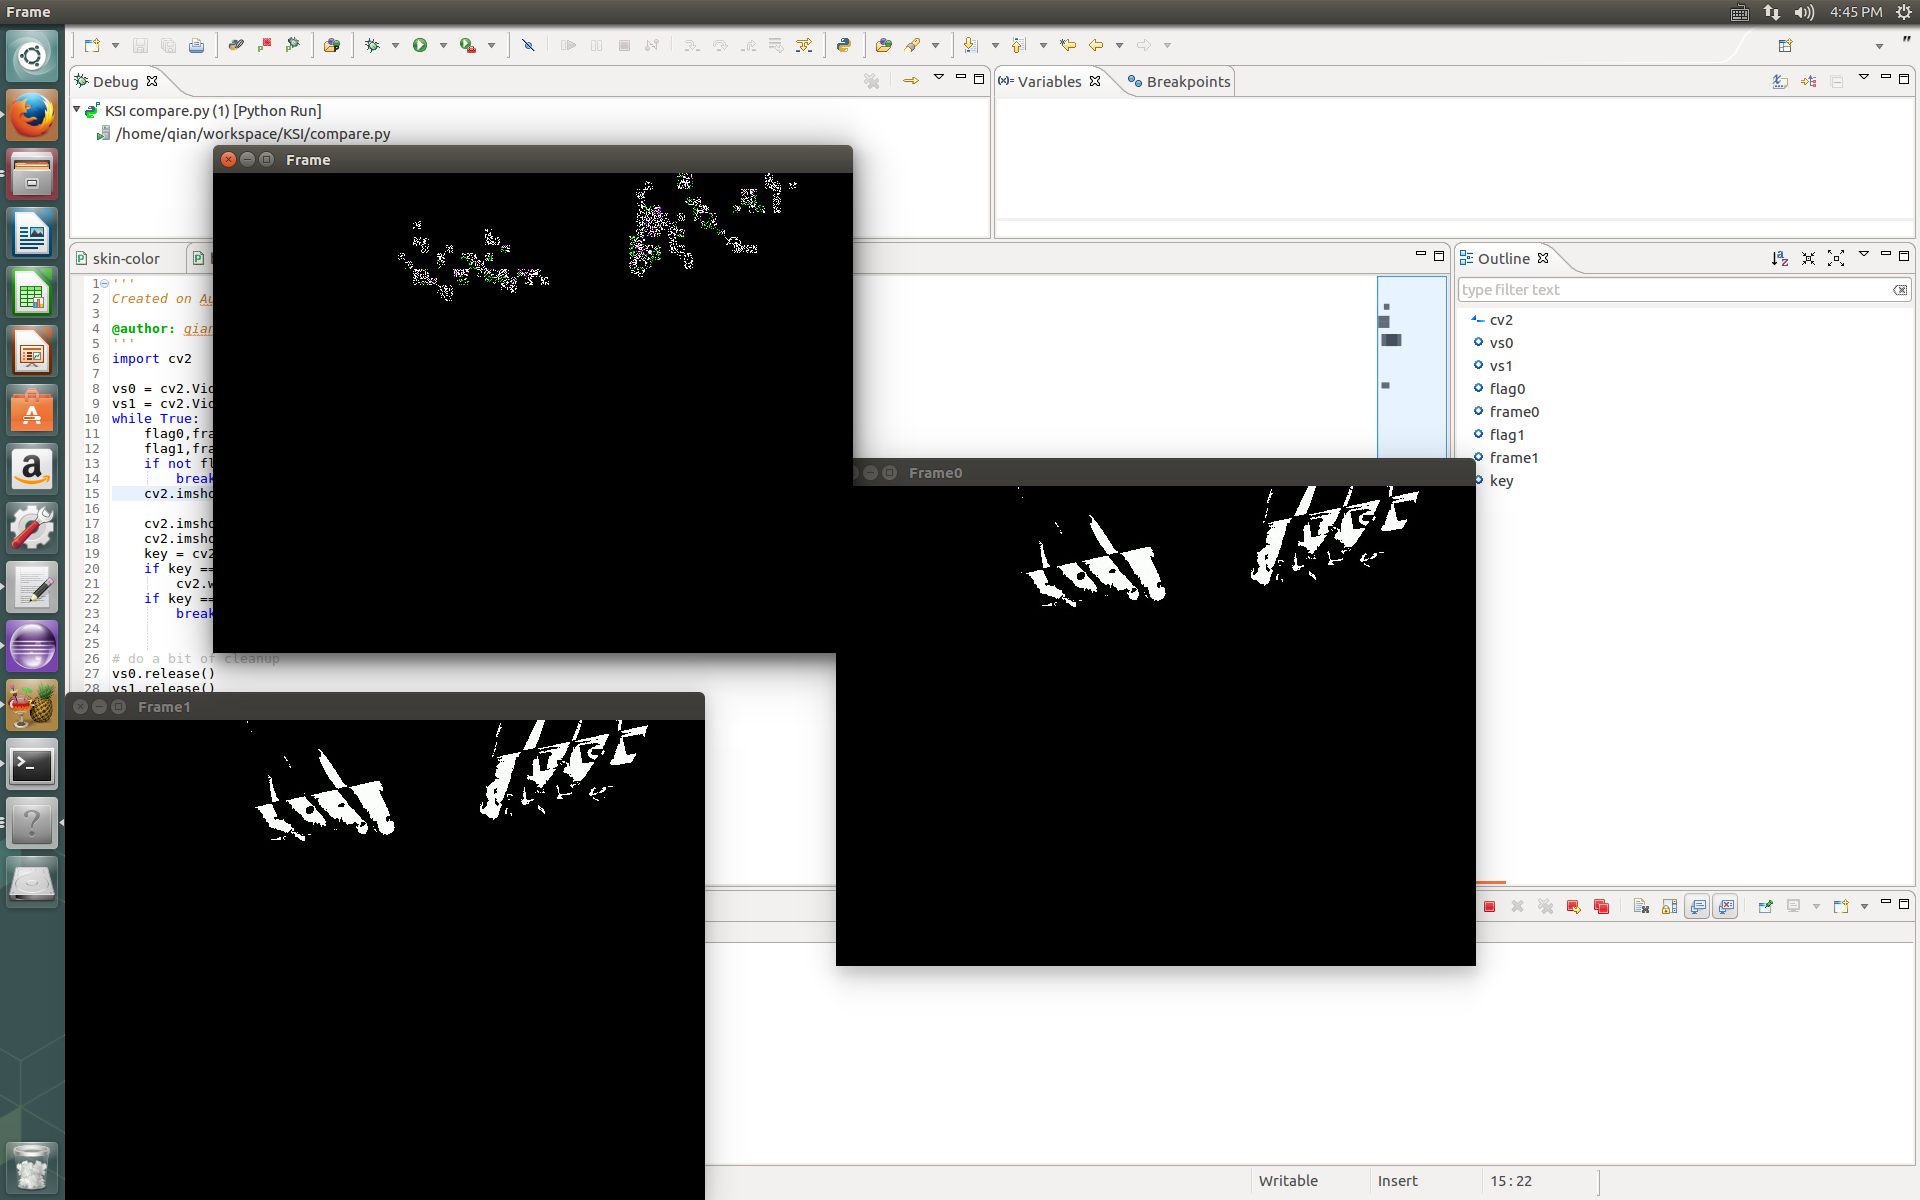 Frame
4:45 PM
Debug
Variables
Breakpoints
KSI compare.py (1) [Python Run]
/home/qian/workspace/KSI/compare.py
Frame
skin-color
Outline
type filter text
cv2
vs0
vs1
flag0
frame0
flag1
frame1
key
1 '''
2 Created on
3
4 @author: qian
5 '''
6 import cv2
7
8 vs0 = cv2.Vi
9 vs1 = cv2.Vi
10 while True:
11 flag0,fra
12 flag1,fra
13 if not fl
14 break
15 cv2.imsho
16
17 cv2.imsho
18 cv2.imsho
19 key = cv2
20 if key ==
21 cv2.w
22 if key ==
23 break
24
25
26 # do a bit of cleanup
27 vs0.release()
28 vs1.release()
Frame0
Frame1
Writable
Insert
15 : 22